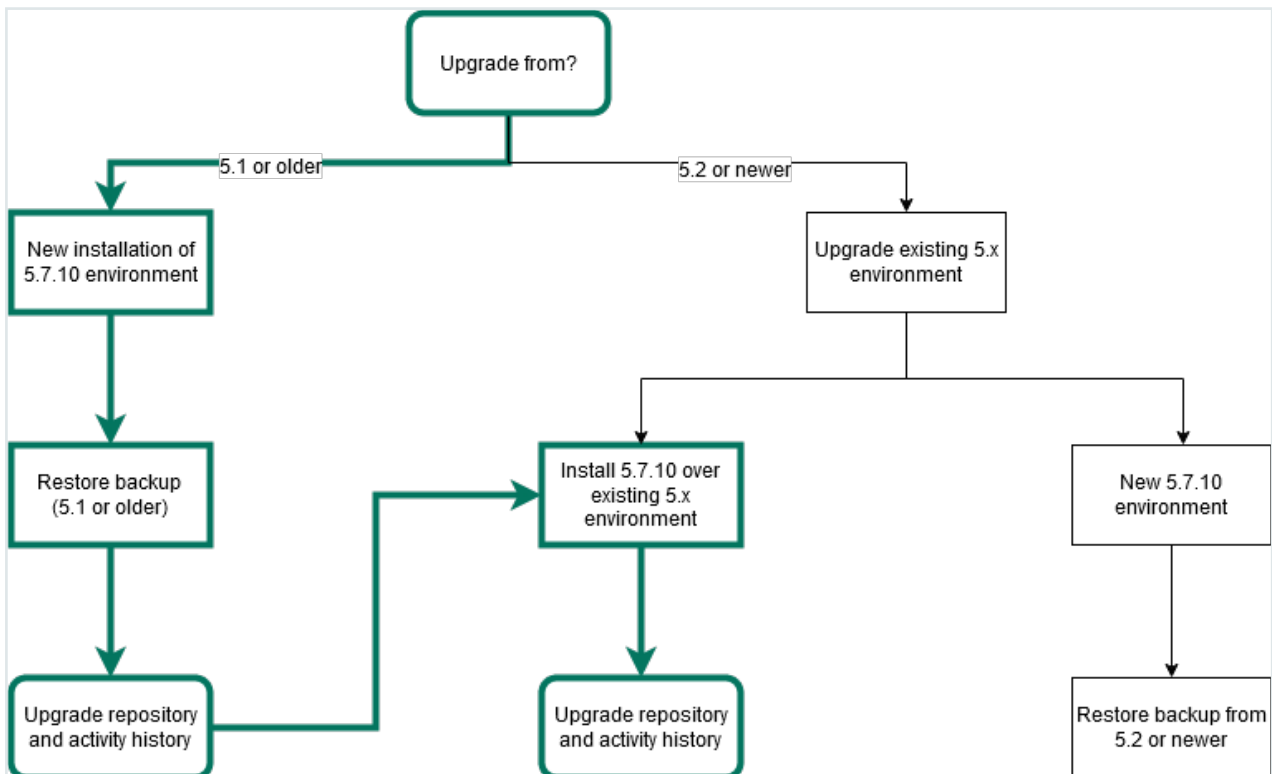 Upgrade from?
5.1 or older
5.2 or newer
New installation of
5.7.10 environment
Upgrade existing 5.x
environment
Restore backup
(5.1 or older)
Install 5.7.10 over
existing 5.x
environment
New 5.7.10
environment
Upgrade repository
and activity history
Upgrade repository
and activity history
Restore backup from
5.2 or newer